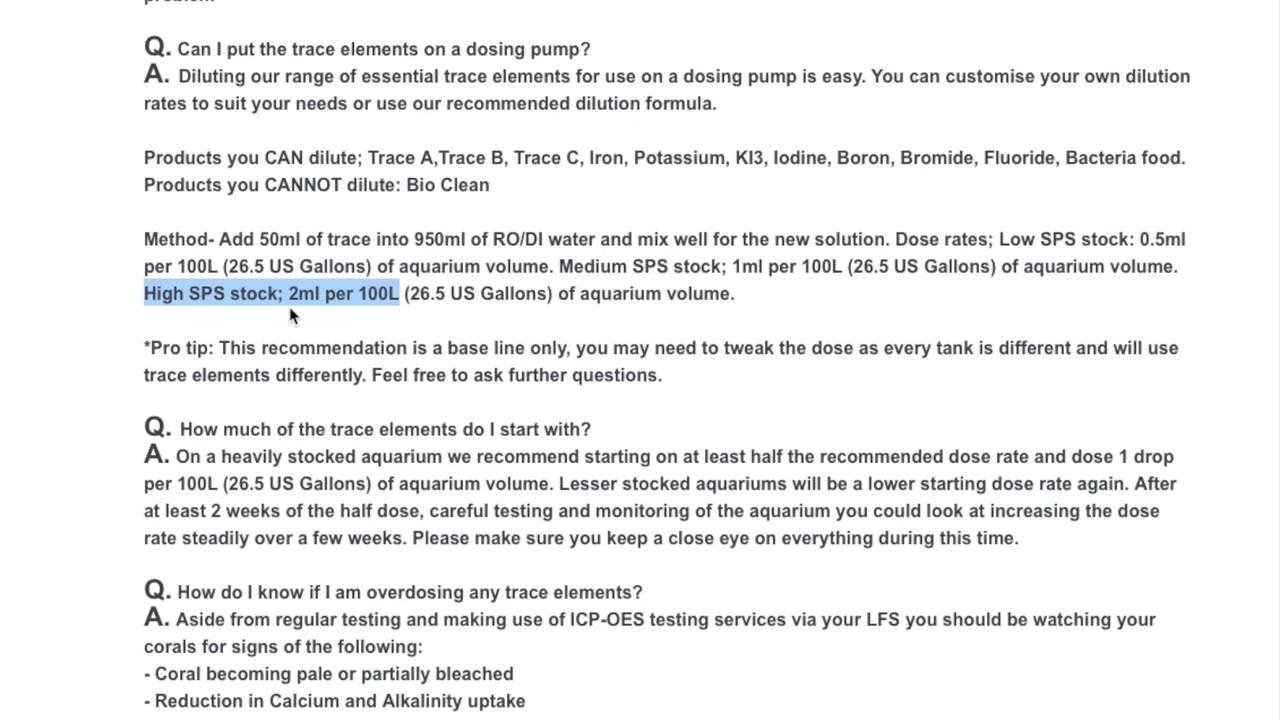 Q. Can I put the trace elements on a dosing pump?
A. Diluting our range of essential trace elements for use on a dosing pump is easy. You can customise your own dilution
rates to suit your needs or use our recommended dilution formula.
Products you CAN dilute; Trace A,Trace B, Trace C, Iron, Potassium, KI3, Iodine, Boron, Bromide, Fluoride, Bacteria food.
Products you CANNOT dilute: Bio Clean
Method- Add 50ml of trace into 950ml of RO/DI water and mix well for the new solution. Dose rates; Low SPS stock: 0.5ml
per 100L (26.5 US Gallons) of aquarium volume. Medium SPS stock; 1ml per 100L (26.5 US Gallons) of aquarium volume.
High SPS stock; 2ml per 100L (26.5 US Gallons) of aquarium volume.
*Pro tip: This recommendation is a base line only, you may need to tweak the dose as every tank is different and will use
trace elements differently. Feel free to ask further questions.
Q. How much of the trace elements do I start with?
A. On a heavily stocked aquarium we recommend starting on at least half the recommended dose rate and dose 1 drop
per 100L (26.5 US Gallons) of aquarium volume. Lesser stocked aquariums will be a lower starting dose rate again. After
at least 2 weeks of the half dose, careful testing and monitoring of the aquarium you could look at increasing the dose
rate steadily over a few weeks. Please make sure you keep a close eye on everything during this time.
Q. How do I know if I am overdosing any trace elements?
A. Aside from regular testing and making use of ICP-OES testing services via your LFS you should be watching your
corals for signs of the following:
- Coral becoming pale or partially bleached
- Reduction in Calcium and Alkalinity uptake